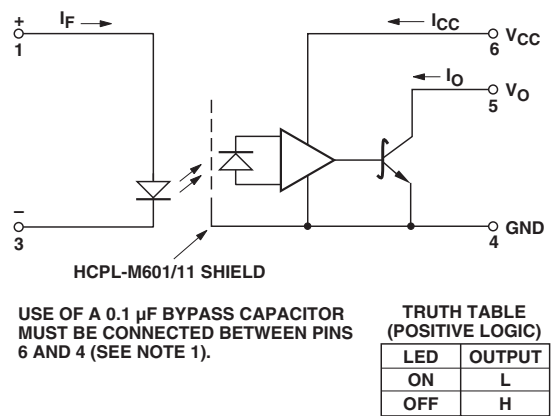 +
1
I_F
I_CC
6
V_CC
I_O
5
V_O
–
3
4
GND
HCPL-M601/11 SHIELD
USE OF A 0.1 µF BYPASS CAPACITOR
MUST BE CONNECTED BETWEEN PINS
6 AND 4 (SEE NOTE 1).
TRUTH TABLE
(POSITIVE LOGIC)
LED OUTPUT
ON L
OFF H